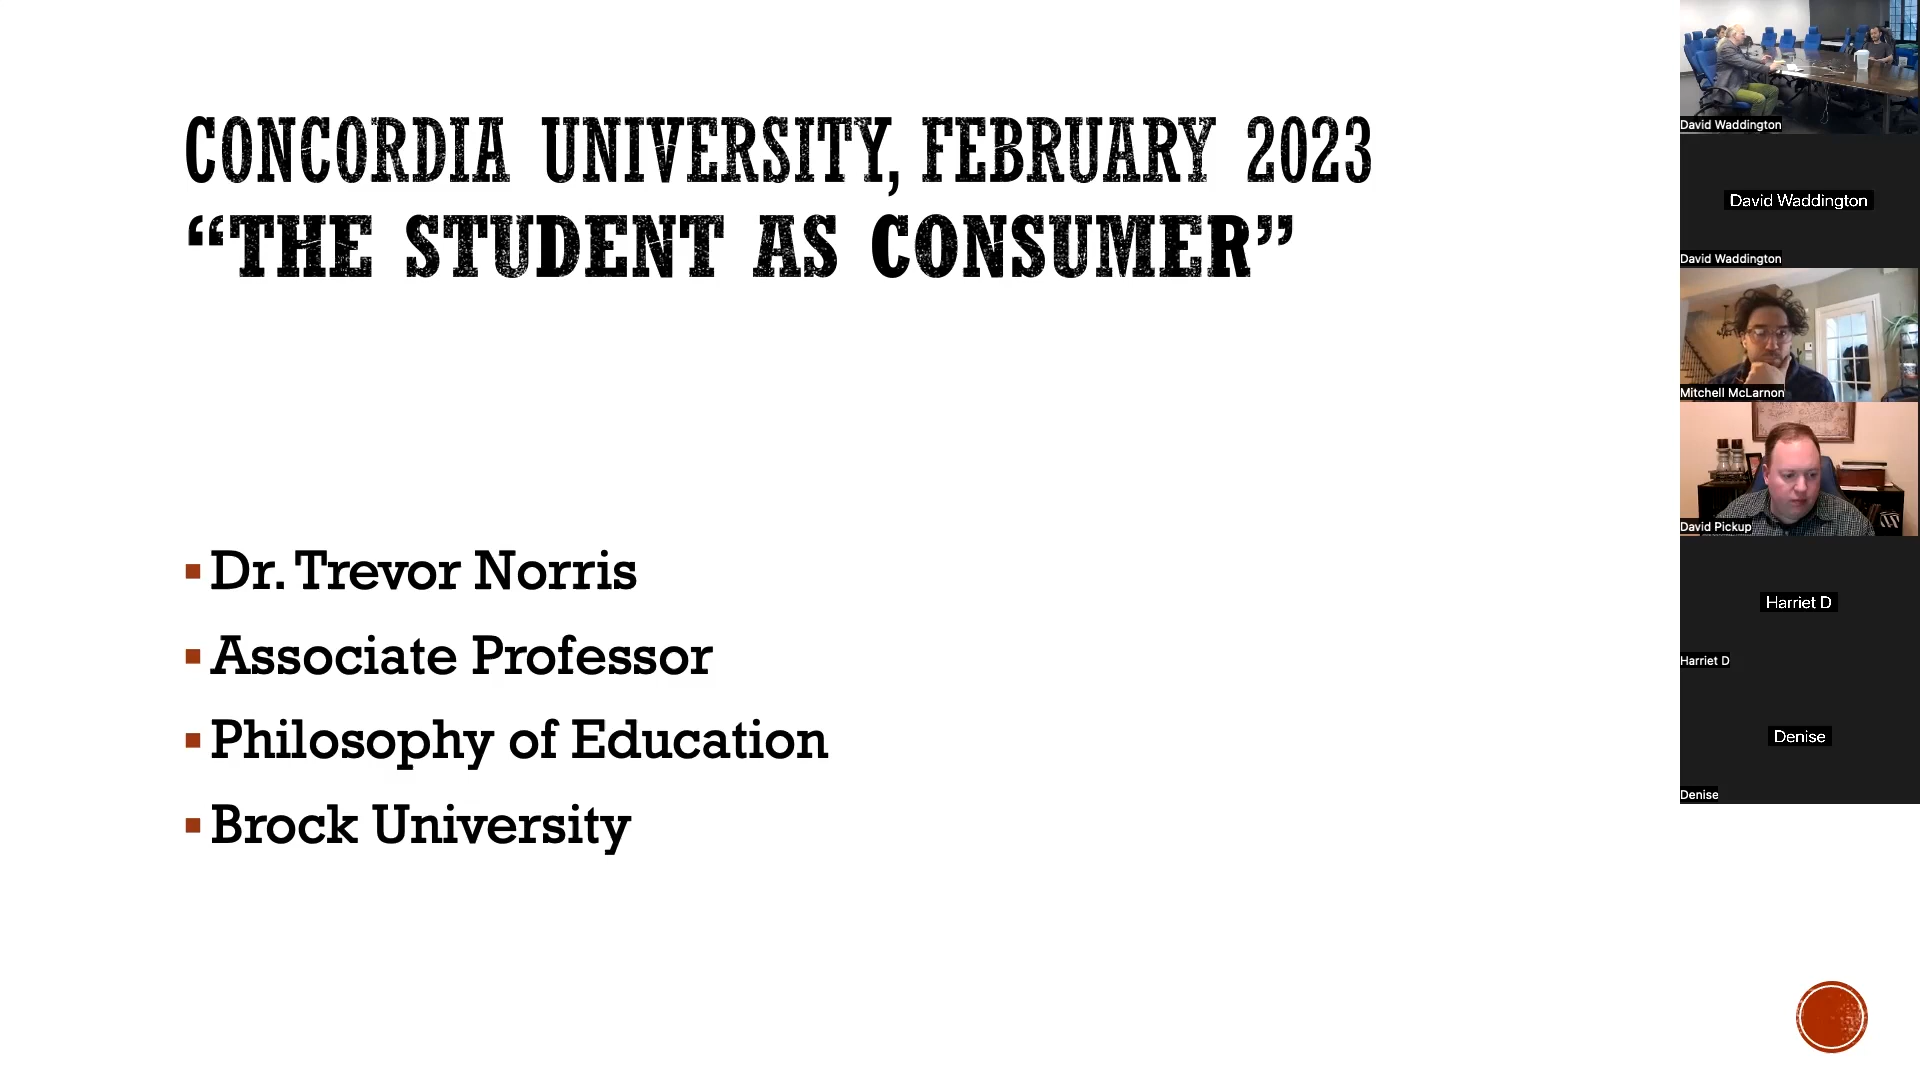 CONCORDIA UNIVERSITY, FEBRUARY 2023
“THE STUDENT AS CONSUMER”
Dr. Trevor Norris
Associate Professor
Philosophy of Education
Brock University
David Waddington
David Waddington
David Waddington
Mitchell McLarnon
David Pickup
Harriet D
Harriet D
Denise
Denise